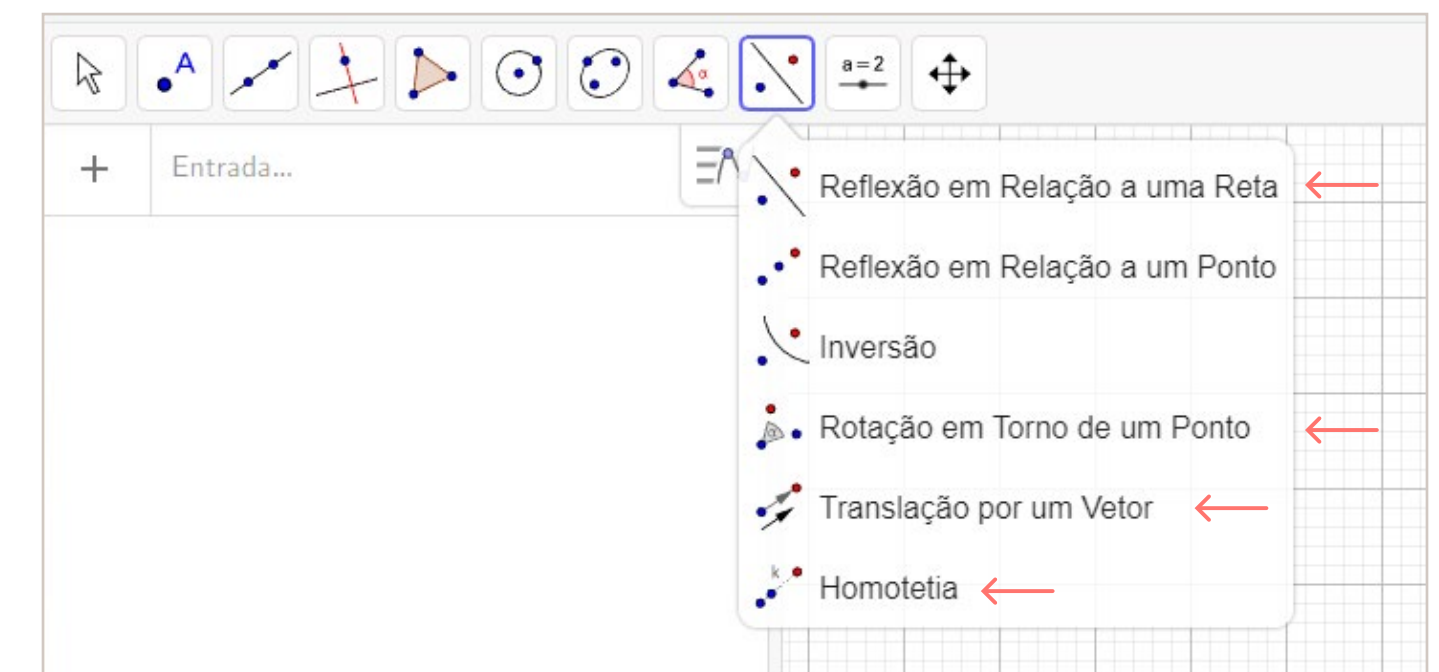 A
α
a = 2
+
Entrada...
Reflexão em Relação a uma Reta
Reflexão em Relação a um Ponto
Inversão
α
Rotação em Torno de um Ponto
Translação por um Vetor
k
Homotetia